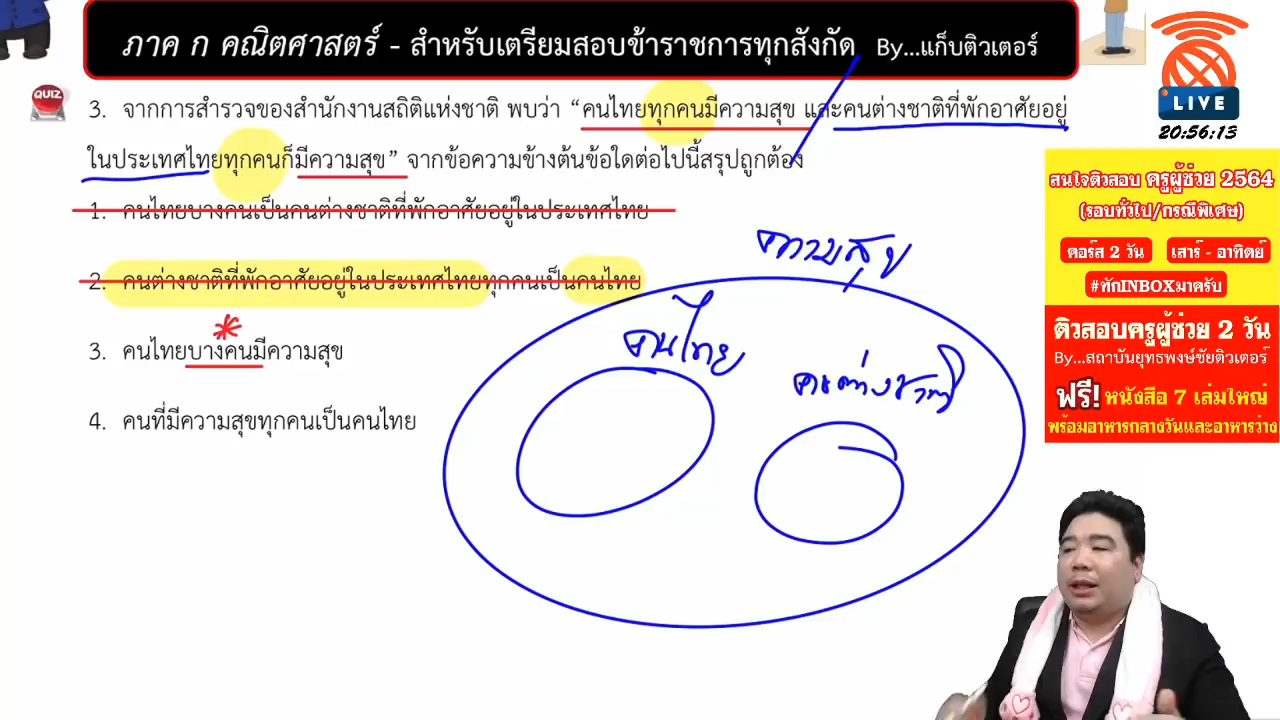 ภาค ก คณิตศาสตร์ - สำหรับเตรียมสอบข้าราชการทุกสังกัด By...แก็บติวเตอร์
QUIZ
3. จากการสำรวจของสำนักงานสถิติแห่งชาติ พบว่า “คนไทยทุกคนมีความสุข และคนต่างชาติที่พักอาศัยอยู่
ในประเทศไทยทุกคนก็มีความสุข” จากข้อความข้างต้นข้อใดต่อไปนี้สรุปถูกต้อง
1. คนไทยบางคนเป็นคนต่างชาติที่พักอาศัยอยู่ในประเทศไทย
2. คนต่างชาติที่พักอาศัยอยู่ในประเทศไทยทุกคนเป็นคนไทย
3. คนไทยบางคนมีความสุข
4. คนที่มีความสุขทุกคนเป็นคนไทย
ความสุข
คนไทย
คนต่างชาติ
LIVE
20:56:13
สนใจติวสอบ ครูผู้ช่วย 2564
(รอบทั่วไป/กรณีพิเศษ)
คอร์ส 2 วัน เสาร์ - อาทิตย์
#ทักINBOXมาครับ
ติวสอบครูผู้ช่วย 2 วัน
By...สถาบันยุทธพงษ์ชัยติวเตอร์
ฟรี! หนังสือ 7 เล่มใหญ่
พร้อมอาหารกลางวันและอาหารว่าง